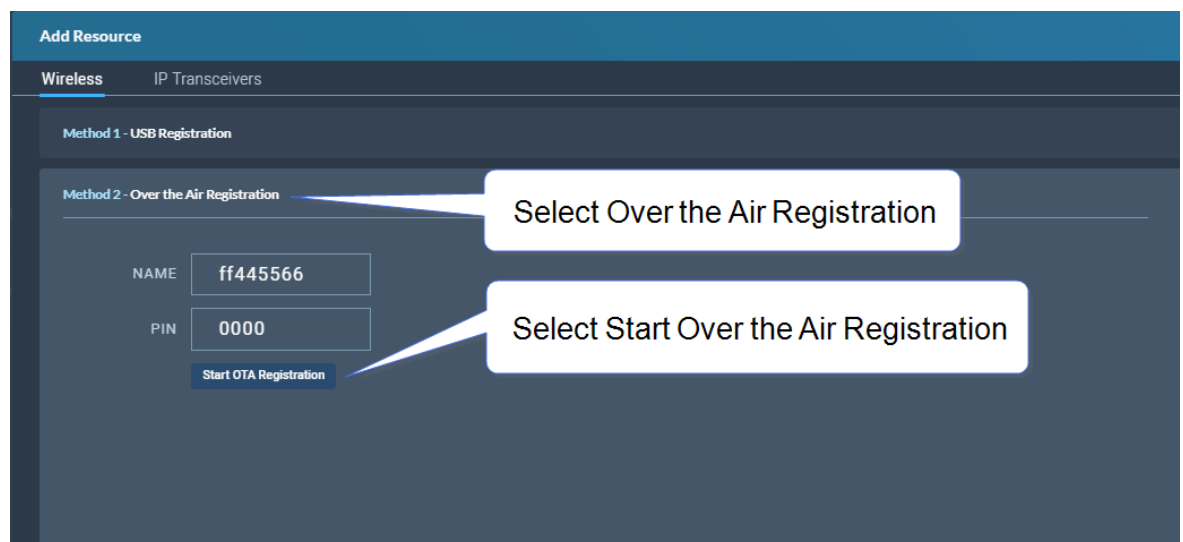 Add Resource
Wireless IP Transceivers
Method 1 - USB Registration
Method 2 - Over the Air Registration
Select Over the Air Registration
NAME ff445566
PIN 0000
Select Start Over the Air Registration
Start OTA Registration